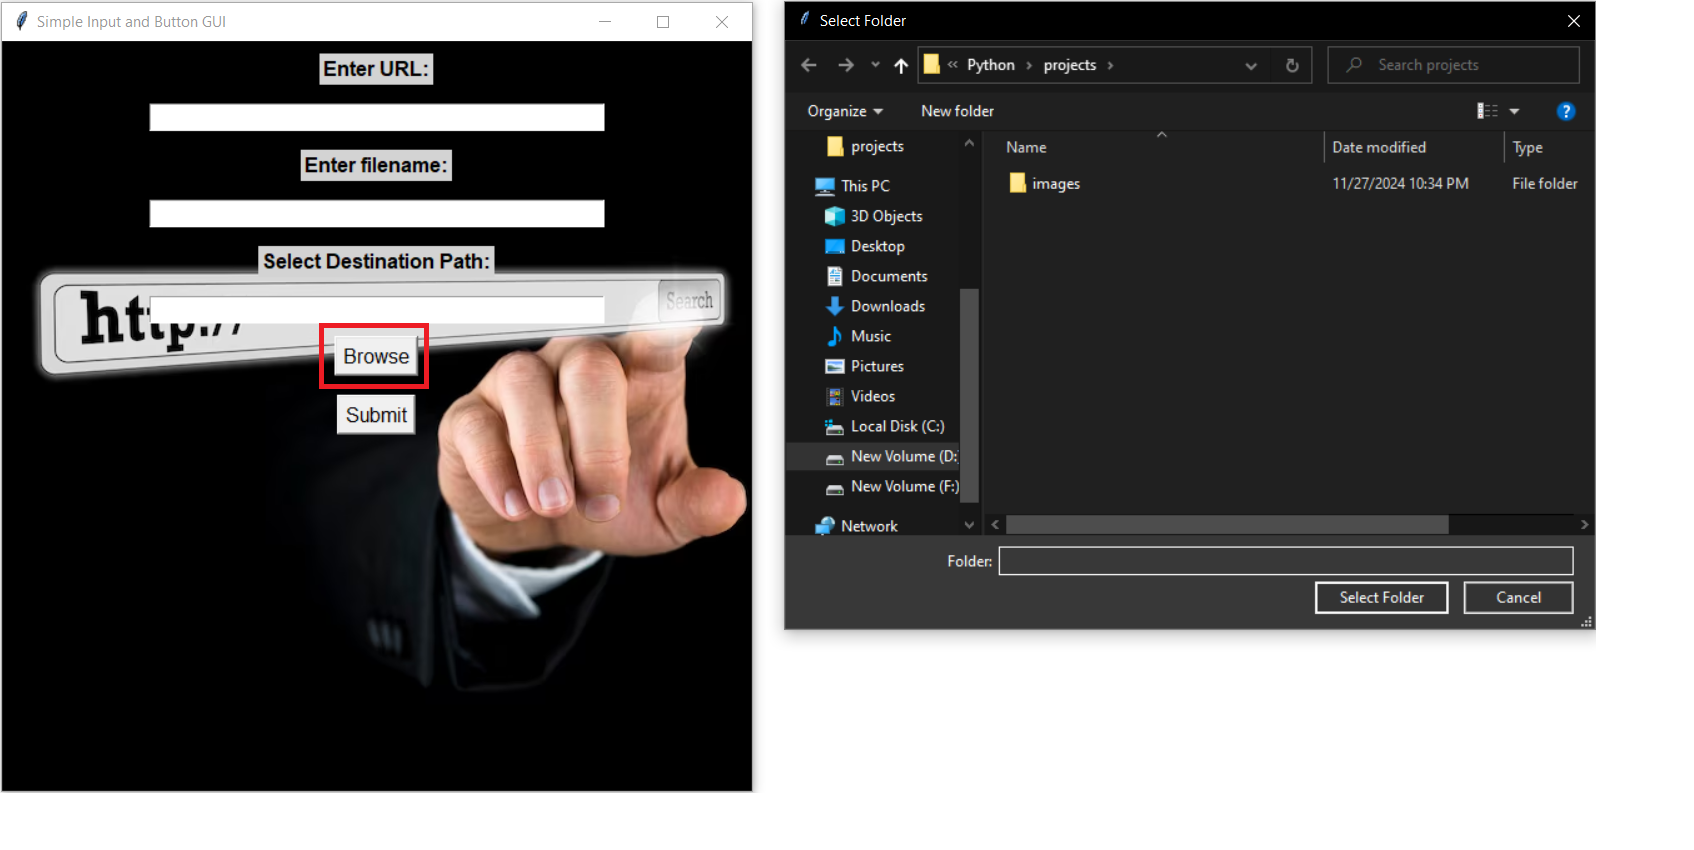 Simple Input and Button GUI
Enter URL:
Enter filename:
Select Destination Path:
http://
Search
Browse
Submit
Select Folder
« Python › projects ›
Search projects
Organize
New folder
?
projects
This PC
3D Objects
Desktop
Documents
Downloads
Music
Pictures
Videos
Local Disk (C:)
New Volume (D:
New Volume (F:)
Network
Name Date modified Type
images 11/27/2024 10:34 PM File folder
Folder:
Select Folder Cancel